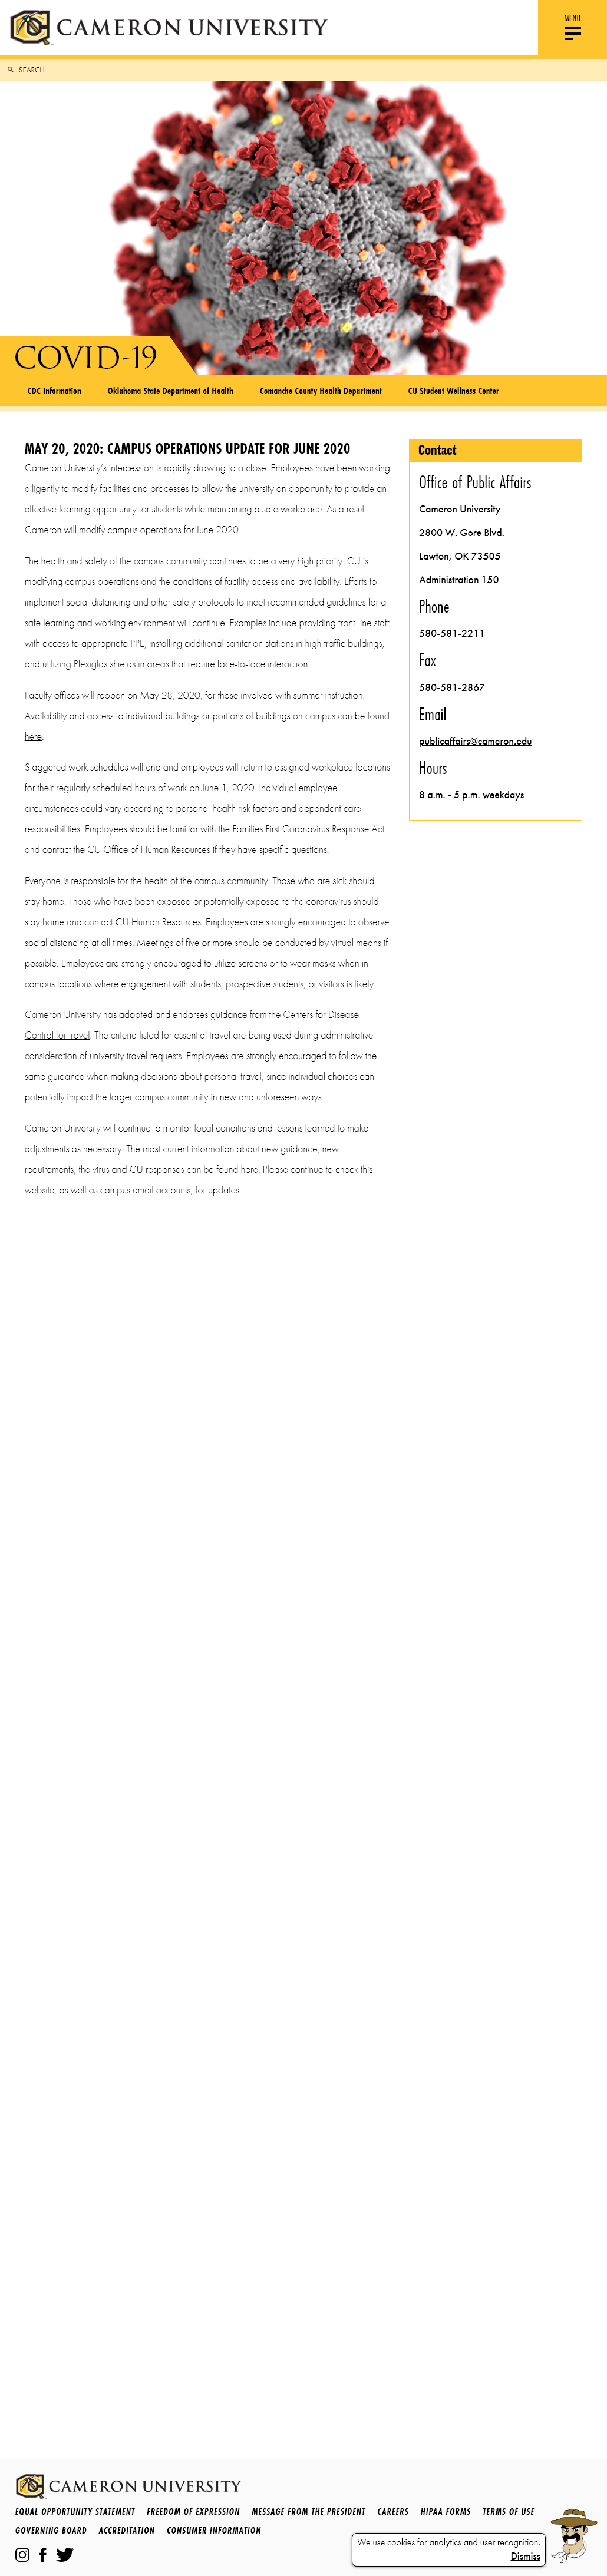 CAMERON UNIVERSITY
MENU
SEARCH
COVID-19
CDC Information Oklahoma State Department of Health Comanche County Health Department CU Student Wellness Center
MAY 20, 2020: CAMPUS OPERATIONS UPDATE FOR JUNE 2020
Cameron University's intercession is rapidly drawing to a close. Employees have been working
diligently to modify facilities and processes to allow the university an opportunity to provide an
effective learning opportunity for students while maintaining a safe workplace. As a result,
Cameron will modify campus operations for June 2020.
The health and safety of the campus community continues to be a very high priority. CU is
modifying campus operations and the conditions of facility access and availability. Efforts to
implement social distancing and other safety protocols to meet recommended guidelines for a
safe learning and working environment will continue. Examples include providing front-line staff
with access to appropriate PPE, installing additional sanitation stations in high traffic buildings,
and utilizing Plexiglas shields in areas that require face-to-face interaction.
Faculty offices will reopen on May 28, 2020, for those involved with summer instruction.
Availability and access to individual buildings or portions of buildings on campus can be found
here.
Staggered work schedules will end and employees will return to assigned workplace locations
for their regularly scheduled hours of work on June 1, 2020. Individual employee
circumstances could vary according to personal health risk factors and dependent care
responsibilities. Employees should be familiar with the Families First Coronavirus Response Act
and contact the CU Office of Human Resources if they have specific questions.
Everyone is responsible for the health of the campus community. Those who are sick should
stay home. Those who have been exposed or potentially exposed to the coronavirus should
stay home and contact CU Human Resources. Employees are strongly encouraged to observe
social distancing at all times. Meetings of five or more should be conducted by virtual means if
possible. Employees are strongly encouraged to utilize screens or to wear masks when in
campus locations where engagement with students, prospective students, or visitors is likely.
Cameron University has adopted and endorses guidance from the Centers for Disease
Control for travel. The criteria listed for essential travel are being used during administrative
consideration of university travel requests. Employees are strongly encouraged to follow the
same guidance when making decisions about personal travel, since individual choices can
potentially impact the larger campus community in new and unforeseen ways.
Cameron University will continue to monitor local conditions and lessons learned to make
adjustments as necessary. The most current information about new guidance, new
requirements, the virus and CU responses can be found here. Please continue to check this
website, as well as campus email accounts, for updates.
Contact
Office of Public Affairs
Cameron University
2800 W. Gore Blvd.
Lawton, OK 73505
Administration 150
Phone
580-581-2211
Fax
580-581-2867
Email
publicaffairs@cameron.edu
Hours
8 a.m. - 5 p.m. weekdays
CAMERON UNIVERSITY
EQUAL OPPORTUNITY STATEMENT FREEDOM OF EXPRESSION MESSAGE FROM THE PRESIDENT CAREERS HIPAA FORMS TERMS OF USE
GOVERNING BOARD ACCREDITATION CONSUMER INFORMATION
We use cookies for analytics and user recognition.
Dismiss